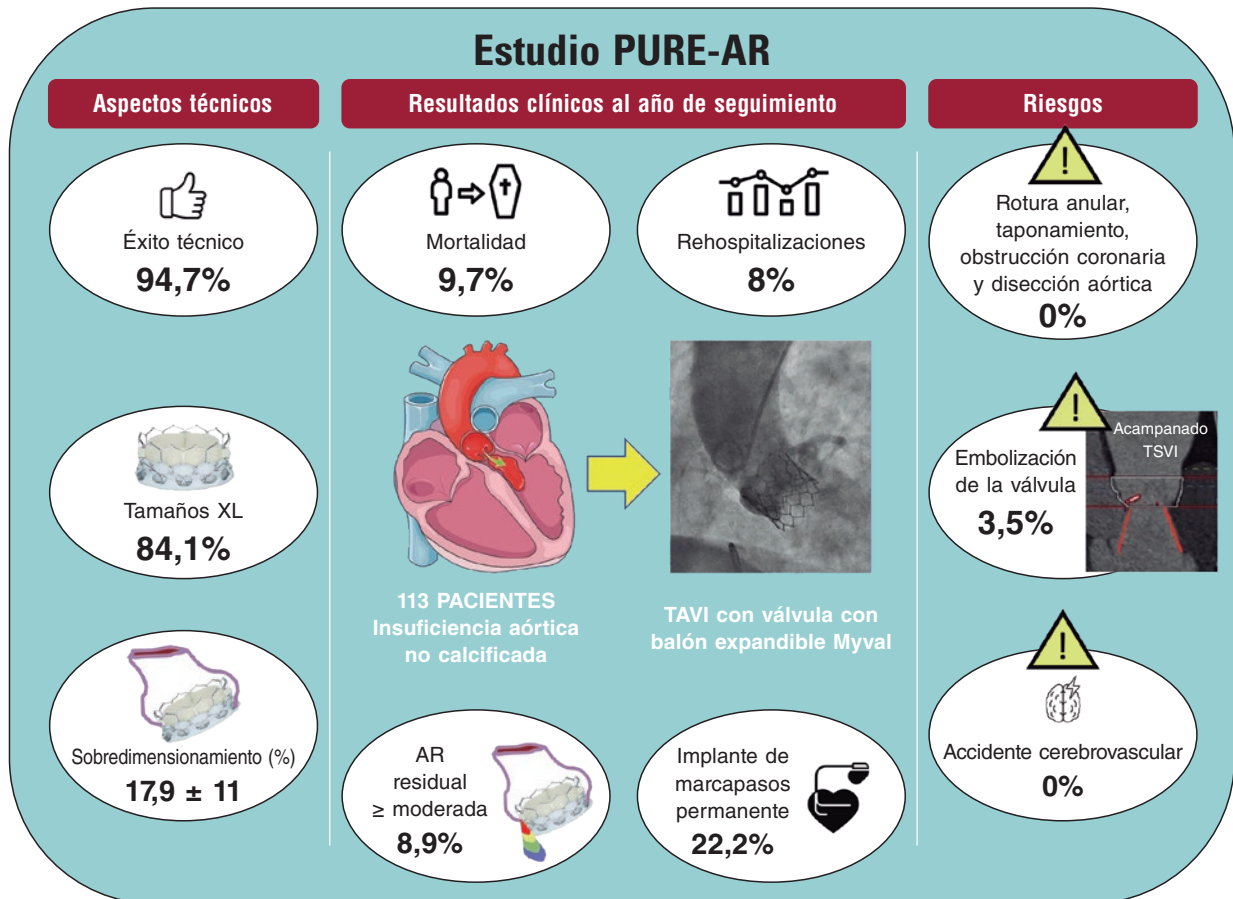 Estudio PURE-AR
Aspectos técnicos
Éxito técnico
94,7%
Tamaños XL
84,1%
Sobredimensionamiento (%)
17,9 ± 11
Resultados clínicos al año de seguimiento
Mortalidad
9,7%
Rehospitalizaciones
8%
113 PACIENTES
Insuficiencia aórtica
no calcificada
TAVI con válvula con
balón expandible Myval
AR
residual
≥ moderada
8,9%
Implante de
marcapasos
permanente
22,2%
Riesgos
!
Rotura anular,
taponamiento,
obstrucción coronaria
y disección aórtica
0%
!
Embolización
de la válvula
3,5%
Acampanado
TSVI
!
Accidente cerebrovascular
0%